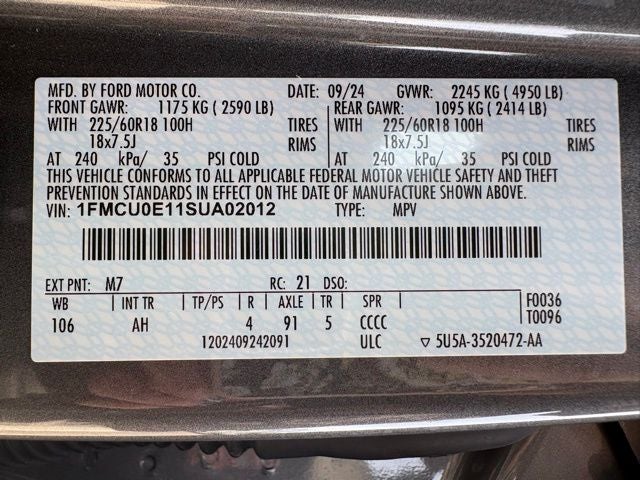 MFD. BY FORD MOTOR CO. DATE: 09/24 GVWR: 2245 KG ( 4950 LB)
FRONT GAWR: 1175 KG ( 2590 LB) REAR GAWR: 1095 KG ( 2414 LB)
WITH 225/60R18 100H TIRES WITH 225/60R18 100H TIRES
18x7.5J RIMS 18x7.5J RIMS
AT 240 kPa/ 35 PSI COLD AT 240 kPa/ 35 PSI COLD
THIS VEHICLE CONFORMS TO ALL APPLICABLE FEDERAL MOTOR VEHICLE SAFETY AND THEFT
PREVENTION STANDARDS IN EFFECT ON THE DATE OF MANUFACTURE SHOWN ABOVE.
VIN: 1FMCU0E11SUA02012 TYPE: MPV
EXT PNT: M7 RC: 21 DSO:
WB INT TR TP/PS R AXLE TR SPR F0036
106 AH 4 91 5 CCCC T0096
1202409242091 ULC ▽ 5U5A-3520472-AA